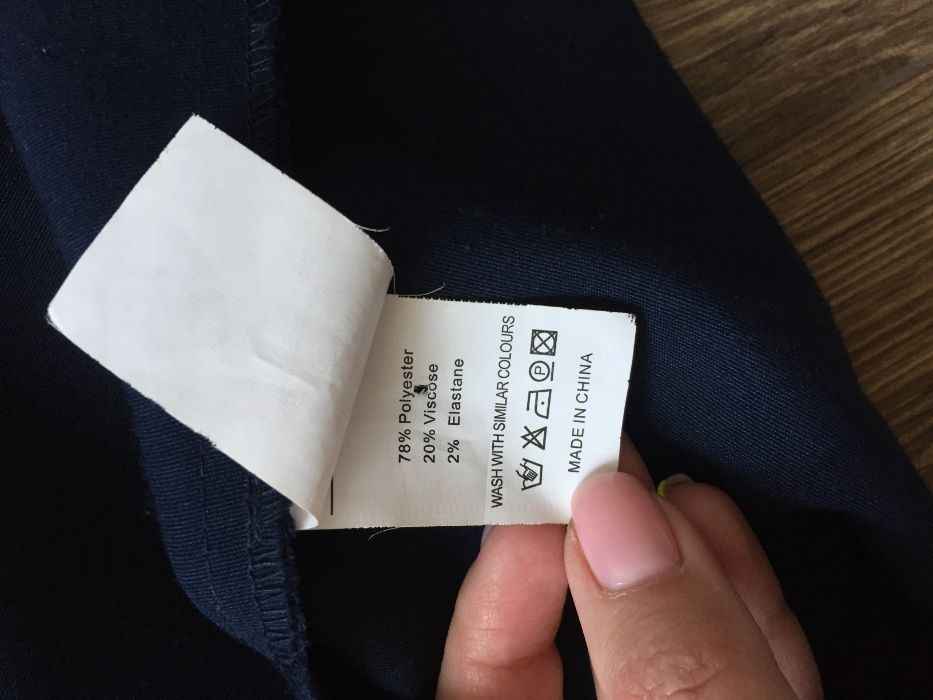 78% Polyester
20% Viscose
2% Elastane
WASH WITH SIMILAR COLOURS
P
MADE IN CHINA